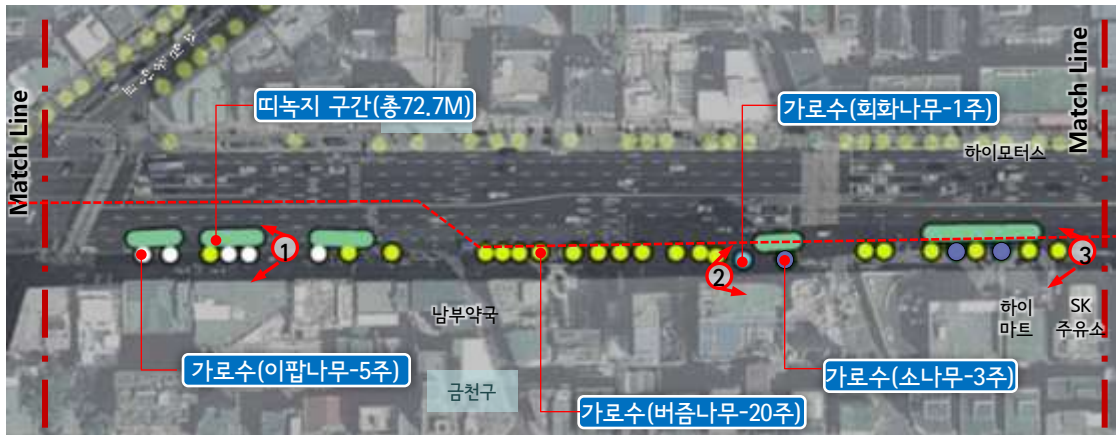 Match Line
띠녹지 구간(총72.7M)
가로수(회화나무-1주)
Match Line
하이모터스
1
2
3
남부약국
하이
마트
SK
주유소
가로수(이팝나무-5주)
금천구
가로수(버즘나무-20주)
가로수(소나무-3주)